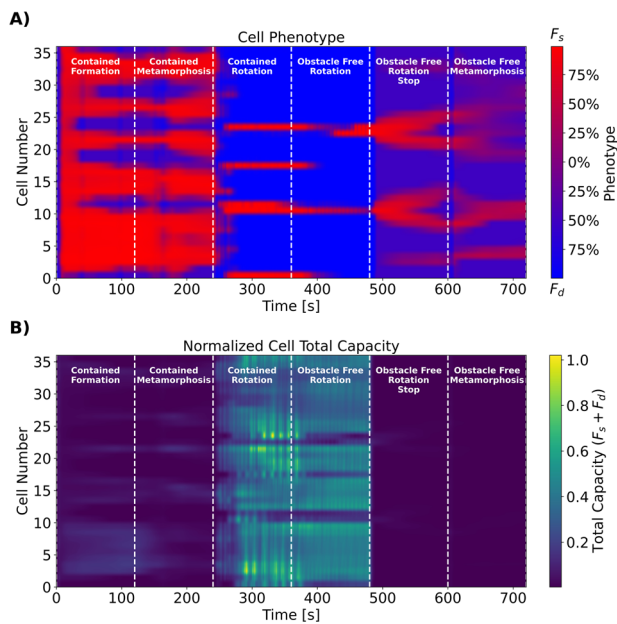 A)
Cell Phenotype
Contained
Formation
Contained
Metamorphosis
Contained
Rotation
Obstacle Free
Rotation
Obstacle Free
Rotation
Stop
Obstacle Free
Metamorphosis
35
30
25
20
15
10
5
0
Cell Number
0 100 200 300 400 500 600 700
Time [s]
Fs
75%
50%
25%
0%
25%
50%
75%
Fd
Phenotype
B)
Normalized Cell Total Capacity
Contained
Formation
Contained
Metamorphosis
Contained
Rotation
Obstacle Free
Rotation
Obstacle Free
Rotation
Stop
Obstacle Free
Metamorphosis
35
30
25
20
15
10
5
0
Cell Number
0 100 200 300 400 500 600 700
Time [s]
1.0
0.8
0.6
0.4
0.2
Total Capacity (Fs + Fd)